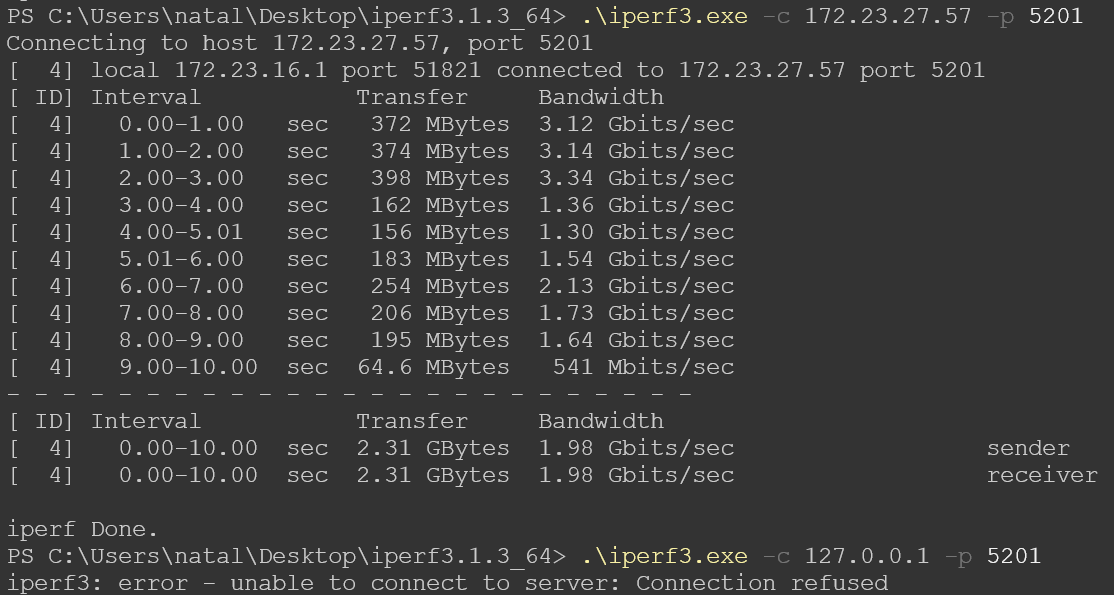 PS C:\Users\natal\Desktop\iperf3.1.3_64> .\iperf3.exe -c 172.23.27.57 -p 5201
Connecting to host 172.23.27.57, port 5201
[  4] local 172.23.16.1 port 51821 connected to 172.23.27.57 port 5201
[ ID] Interval           Transfer     Bandwidth
[  4]   0.00-1.00   sec   372 MBytes  3.12 Gbits/sec
[  4]   1.00-2.00   sec   374 MBytes  3.14 Gbits/sec
[  4]   2.00-3.00   sec   398 MBytes  3.34 Gbits/sec
[  4]   3.00-4.00   sec   162 MBytes  1.36 Gbits/sec
[  4]   4.00-5.01   sec   156 MBytes  1.30 Gbits/sec
[  4]   5.01-6.00   sec   183 MBytes  1.54 Gbits/sec
[  4]   6.00-7.00   sec   254 MBytes  2.13 Gbits/sec
[  4]   7.00-8.00   sec   206 MBytes  1.73 Gbits/sec
[  4]   8.00-9.00   sec   195 MBytes  1.64 Gbits/sec
[  4]   9.00-10.00  sec  64.6 MBytes   541 Mbits/sec
- - - - - - - - - - - - - - - - - - - - - - - - -
[ ID] Interval           Transfer     Bandwidth
[  4]   0.00-10.00  sec  2.31 GBytes  1.98 Gbits/sec                  sender
[  4]   0.00-10.00  sec  2.31 GBytes  1.98 Gbits/sec                  receiver

iperf Done.
PS C:\Users\natal\Desktop\iperf3.1.3_64> .\iperf3.exe -c 127.0.0.1 -p 5201
iperf3: error - unable to connect to server: Connection refused